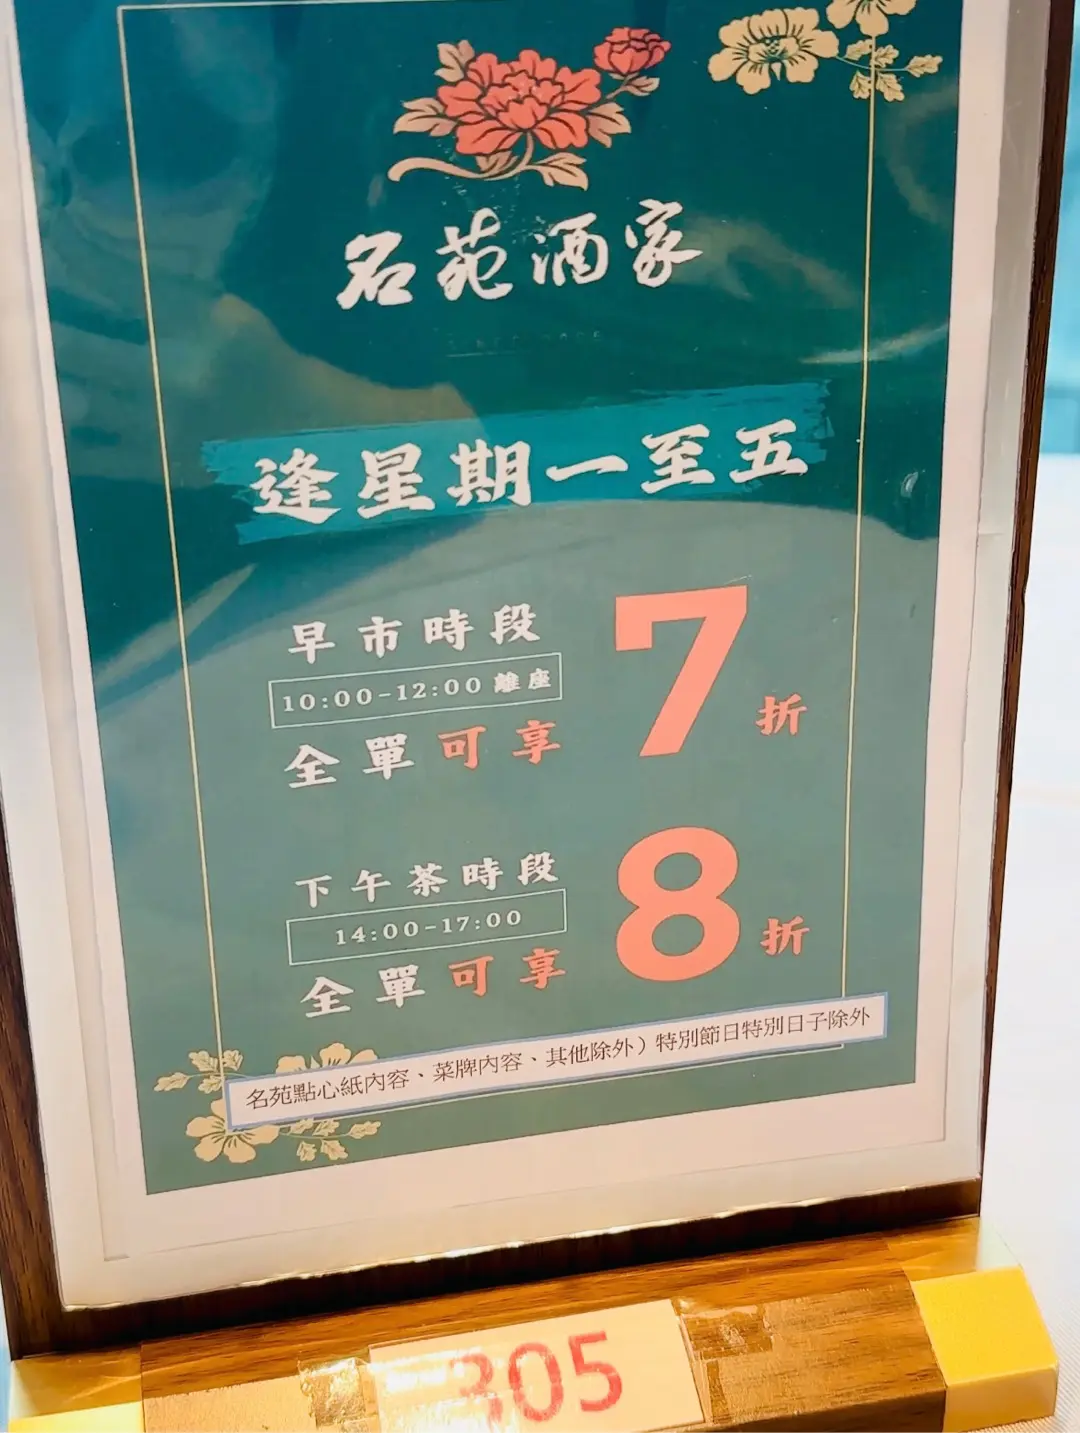 名苑酒家
逢星期一至五
早市時段
10:00-12:00 離座
全單可享
7折
下午茶時段
14:00-17:00
全單可享
8折
名苑點心紙內容、菜牌內容、其他除外）特別節日特別日子除外
305